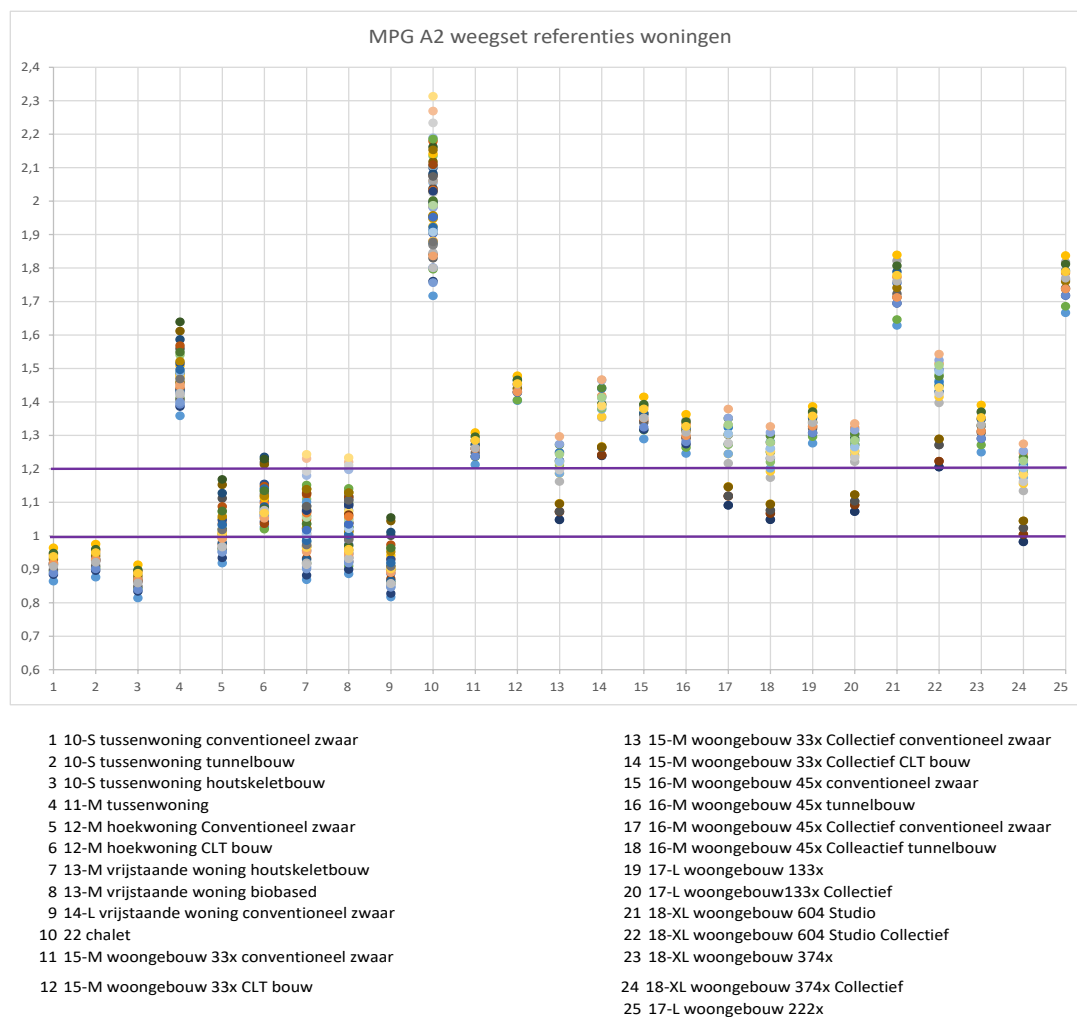 MPG A2 weegset referenties woningen
2,4
2,3
2,2
2,1
2
1,9
1,8
1,7
1,6
1,5
1,4
1,3
1,2
1,1
1
0,9
0,8
0,7
0,6
1 2 3 4 5 6 7 8 9 10 11 12 13 14 15 16 17 18 19 20 21 22 23 24 25
1 10-S tussenwoning conventioneel zwaar
2 10-S tussenwoning tunnelbouw
3 10-S tussenwoning houtskeletbouw
4 11-M tussenwoning
5 12-M hoekwoning Conventioneel zwaar
6 12-M hoekwoning CLT bouw
7 13-M vrijstaande woning houtskeletbouw
8 13-M vrijstaande woning biobased
9 14-L vrijstaande woning conventioneel zwaar
10 22 chalet
11 15-M woongebouw 33x conventioneel zwaar
12 15-M woongebouw 33x CLT bouw
13 15-M woongebouw 33x Collectief conventioneel zwaar
14 15-M woongebouw 33x Collectief CLT bouw
15 16-M woongebouw 45x conventioneel zwaar
16 16-M woongebouw 45x tunnelbouw
17 16-M woongebouw 45x Collectief conventioneel zwaar
18 16-M woongebouw 45x Colleactief tunnelbouw
19 17-L woongebouw 133x
20 17-L woongebouw133x Collectief
21 18-XL woongebouw 604 Studio
22 18-XL woongebouw 604 Studio Collectief
23 18-XL woongebouw 374x
24 18-XL woongebouw 374x Collectief
25 17-L woongebouw 222x